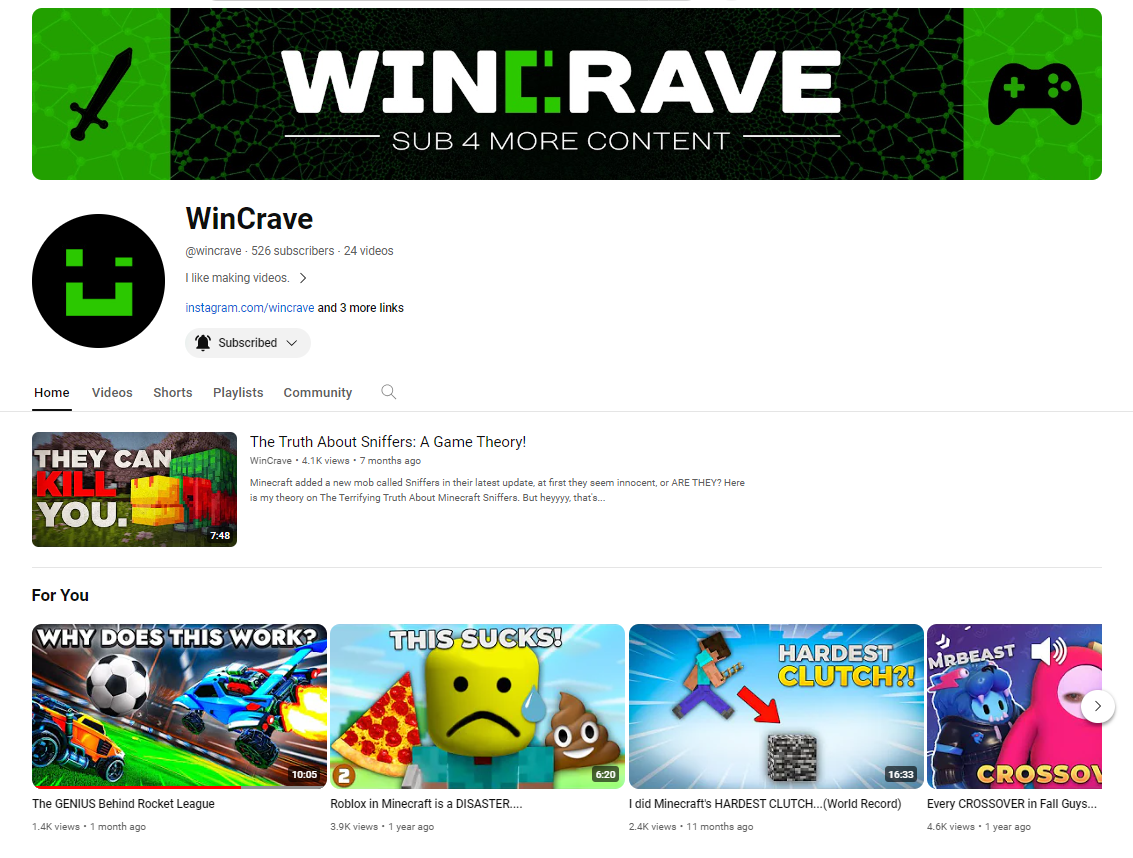 WINCRAVE
SUB 4 MORE CONTENT
WinCrave
@wincrave · 526 subscribers · 24 videos
I like making videos.
instagram.com/wincrave and 3 more links
Subscribed
Home Videos Shorts Playlists Community
THEY CAN
KILL
YOU.
7:48
The Truth About Sniffers: A Game Theory!
WinCrave • 4.1K views • 7 months ago
Minecraft added a new mob called Sniffers in their latest update, at first they seem innocent, or ARE THEY? Here
is my theory on The Terrifying Truth About Minecraft Sniffers. But heyyyy, that's...
For You
WHY DOES THIS WORK?
10:05
The GENIUS Behind Rocket League
1.4K views • 1 month ago
THIS SUCKS!
2
6:20
Roblox in Minecraft is a DISASTER....
3.9K views • 1 year ago
HARDEST
CLUTCH?!
16:33
I did Minecraft's HARDEST CLUTCH...(World Record)
2.4K views • 11 months ago
MRBEAST
CROSSOV
Every CROSSOVER in Fall Guys...
4.6K views • 1 year ago